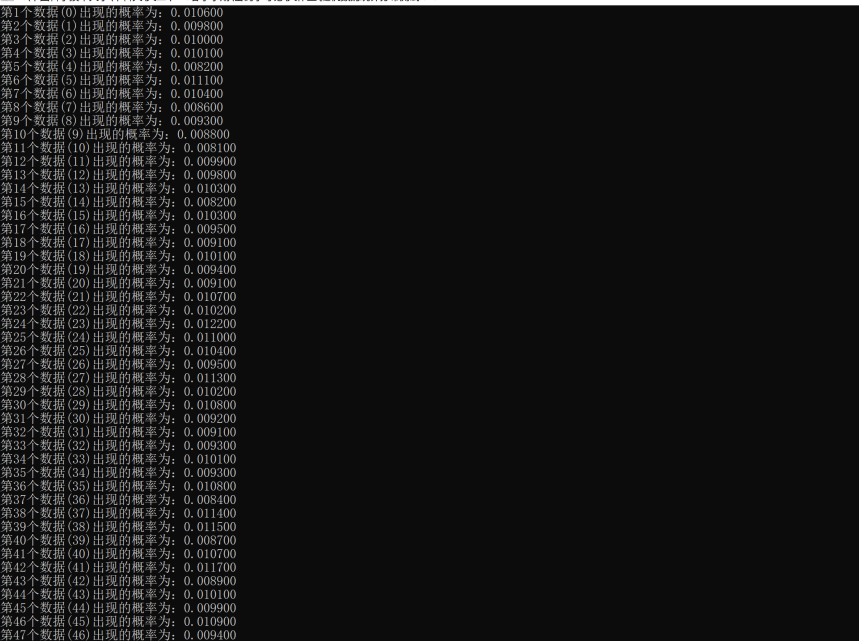 第1个数据(0)出现的概率为: 0.010600
第2个数据(1)出现的概率为: 0.009800
第3个数据(2)出现的概率为: 0.010000
第4个数据(3)出现的概率为: 0.010100
第5个数据(4)出现的概率为: 0.008200
第6个数据(5)出现的概率为: 0.011100
第7个数据(6)出现的概率为: 0.010400
第8个数据(7)出现的概率为: 0.008600
第9个数据(8)出现的概率为: 0.009300
第10个数据(9)出现的概率为: 0.008800
第11个数据(10)出现的概率为: 0.008100
第12个数据(11)出现的概率为: 0.009900
第13个数据(12)出现的概率为: 0.009800
第14个数据(13)出现的概率为: 0.010300
第15个数据(14)出现的概率为: 0.008200
第16个数据(15)出现的概率为: 0.010300
第17个数据(16)出现的概率为: 0.009500
第18个数据(17)出现的概率为: 0.009100
第19个数据(18)出现的概率为: 0.010100
第20个数据(19)出现的概率为: 0.009400
第21个数据(20)出现的概率为: 0.009100
第22个数据(21)出现的概率为: 0.010700
第23个数据(22)出现的概率为: 0.010200
第24个数据(23)出现的概率为: 0.012200
第25个数据(24)出现的概率为: 0.011000
第26个数据(25)出现的概率为: 0.010400
第27个数据(26)出现的概率为: 0.009500
第28个数据(27)出现的概率为: 0.011300
第29个数据(28)出现的概率为: 0.010200
第30个数据(29)出现的概率为: 0.010800
第31个数据(30)出现的概率为: 0.009200
第32个数据(31)出现的概率为: 0.009100
第33个数据(32)出现的概率为: 0.009300
第34个数据(33)出现的概率为: 0.010100
第35个数据(34)出现的概率为: 0.009300
第36个数据(35)出现的概率为: 0.010800
第37个数据(36)出现的概率为: 0.008400
第38个数据(37)出现的概率为: 0.011400
第39个数据(38)出现的概率为: 0.011500
第40个数据(39)出现的概率为: 0.008700
第41个数据(40)出现的概率为: 0.010700
第42个数据(41)出现的概率为: 0.011700
第43个数据(42)出现的概率为: 0.008900
第44个数据(43)出现的概率为: 0.010100
第45个数据(44)出现的概率为: 0.009900
第46个数据(45)出现的概率为: 0.010900
第47个数据(46)出现的概率为: 0.009400